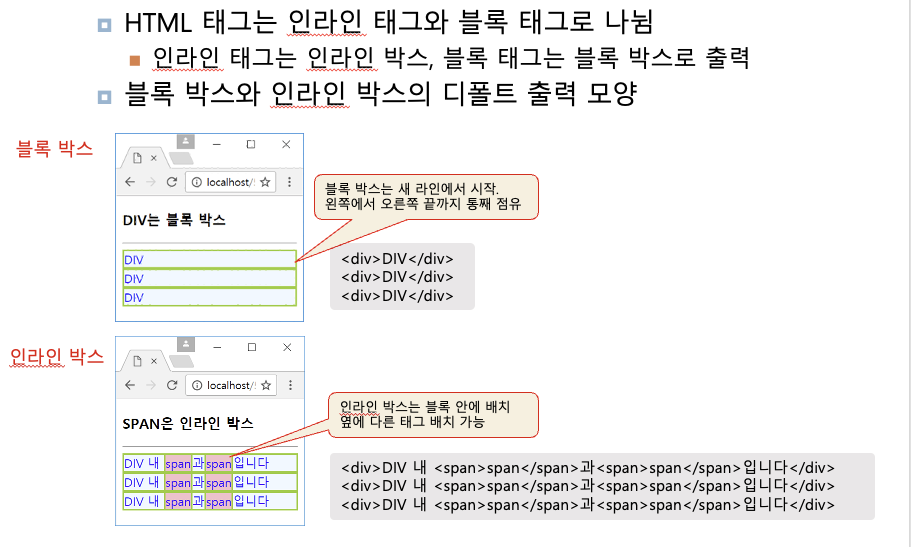 HTML 태그는 인라인 태그와 블록 태그로 나뉨
인라인 태그는 인라인 박스, 블록 태그는 블록 박스로 출력
블록 박스와 인라인 박스의 디폴트 출력 모양
블록 박스
localhost/
DIV는 블록 박스
DIV
DIV
DIV
블록 박스는 새 라인에서 시작.
왼쪽에서 오른쪽 끝까지 통째 점유
<div>DIV</div>
<div>DIV</div>
<div>DIV</div>
인라인 박스
localhost/
SPAN은 인라인 박스
DIV 내 span과span입니다
DIV 내 span과span입니다
DIV 내 span과span입니다
인라인 박스는 블록 안에 배치
옆에 다른 태그 배치 가능
<div>DIV 내 <span>span</span>과<span>span</span>입니다</div>
<div>DIV 내 <span>span</span>과<span>span</span>입니다</div>
<div>DIV 내 <span>span</span>과<span>span</span>입니다</div>